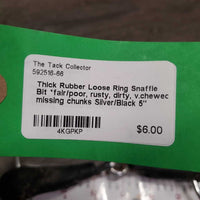 The Tack Collector
592516-66
Thick Rubber Loose Ring Snaffle
Bit *fair/poor, rusty, dirty, v.chewed
missing chunks Silver/Black 5"
4KGPKP
$6.00